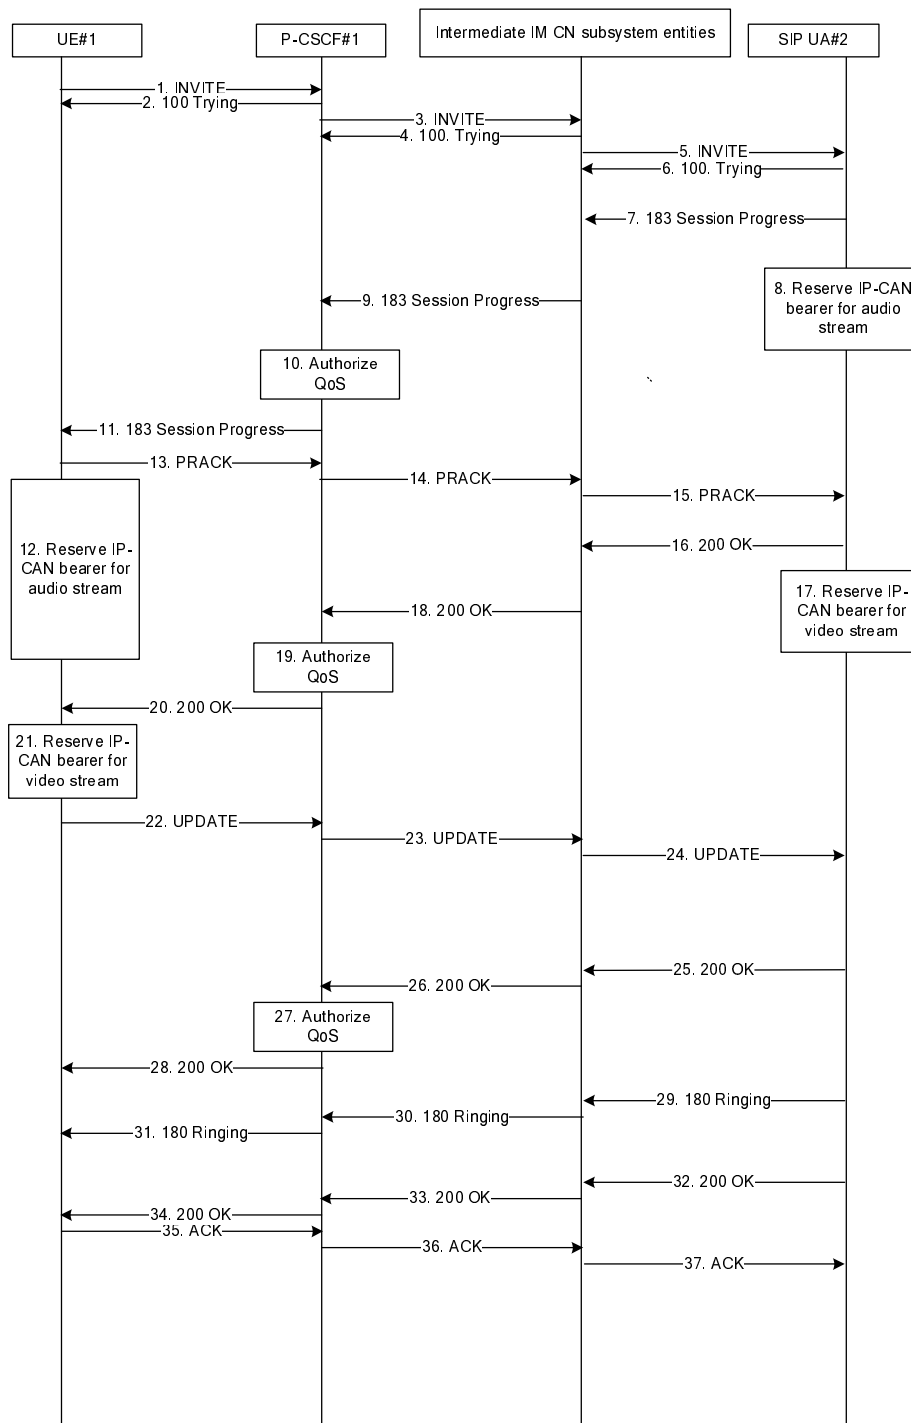 UE#1
P-CSCF#1
Intermediate IM CN subsystem entities
SIP UA#2
1. INVITE
2. 100 Trying
3. INVITE
4. 100. Trying
5. INVITE
6. 100. Trying
7. 183 Session Progress
8. Reserve IP-CAN
bearer for audio
stream
9. 183 Session Progress
10. Authorize
QoS
11. 183 Session Progress
13. PRACK
14. PRACK
15. PRACK
12. Reserve IP-
CAN bearer for
audio stream
16. 200 OK
17. Reserve IP-
CAN bearer for
video stream
18. 200 OK
19. Authorize
QoS
20. 200 OK
21. Reserve IP-
CAN bearer for
video stream
22. UPDATE
23. UPDATE
24. UPDATE
25. 200 OK
26. 200 OK
27. Authorize
QoS
28. 200 OK
29. 180 Ringing
30. 180 Ringing
31. 180 Ringing
32. 200 OK
33. 200 OK
34. 200 OK
35. ACK
36. ACK
37. ACK